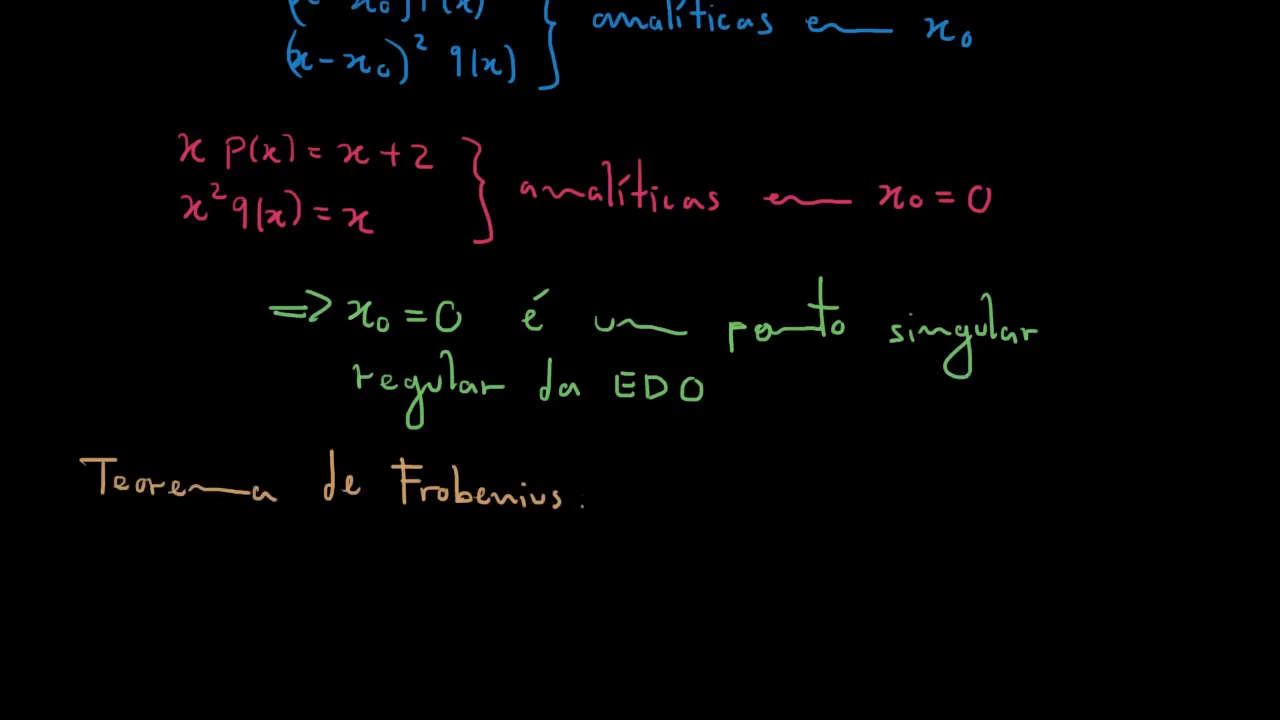 x₀) P(x) } analíticas em x₀
(x-x₀)² q(x)
x P(x) = x + 2 } analíticas em x₀ = 0
x² q(x) = x
=> x₀ = 0 é um ponto singular
regular da EDO
Teorema de Frobenius.